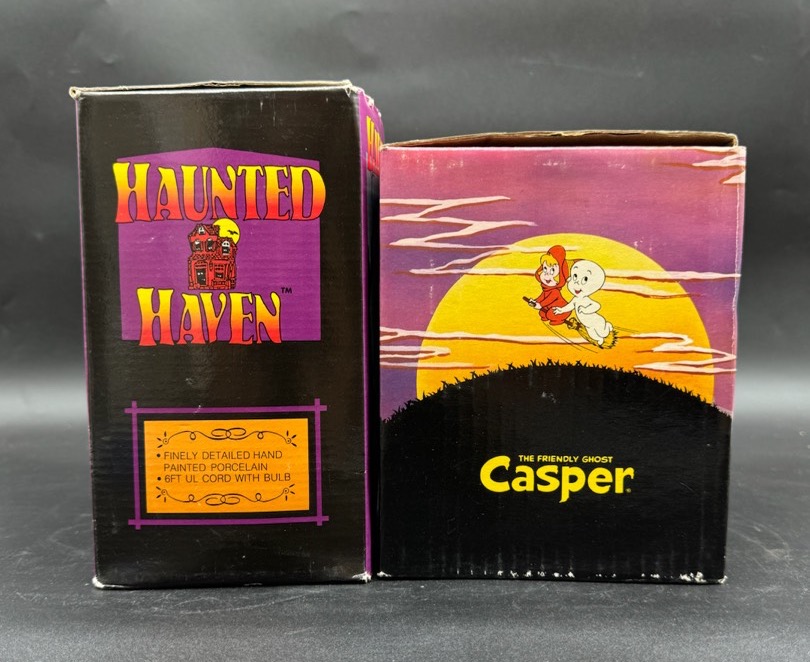 HAUNTED
HAVEN™
• FINELY DETAILED HAND
PAINTED PORCELAIN
• 6FT UL CORD WITH BULB
THE FRIENDLY GHOST
Casper®